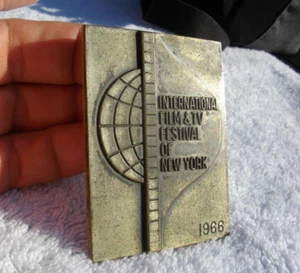 INTERNATIONAL
FILM & TV
FESTIVAL
OF
NEW YORK
1966